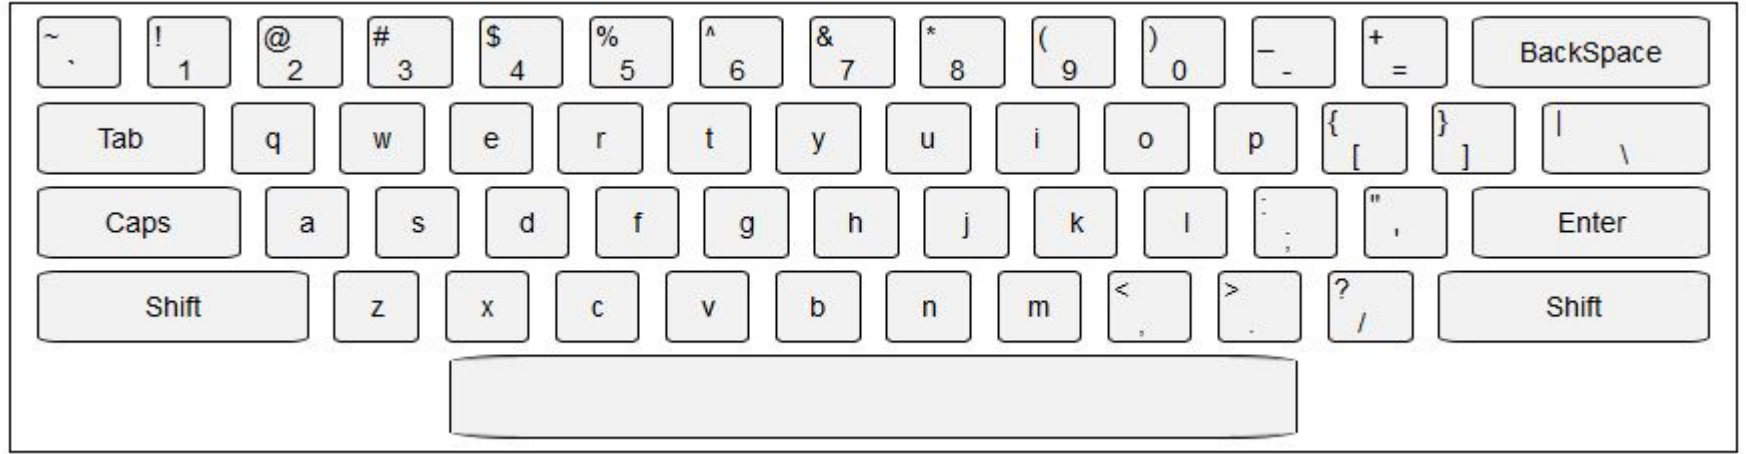 ~ ` ! 1 @ 2 # 3 $ 4 % 5 ^ 6 & 7 * 8 ( 9 ) 0 _ - + = BackSpace
Tab q w e r t y u i o p { [ } ] | \
Caps a s d f g h j k l : ; " ' Enter
Shift z x c v b n m < , > . ? / Shift